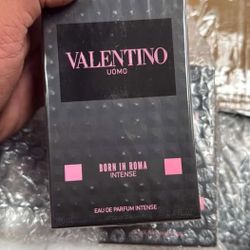 VALENTINO
UOMO
BORN IN ROMA
INTENSE
EAU DE PARFUM INTENSE